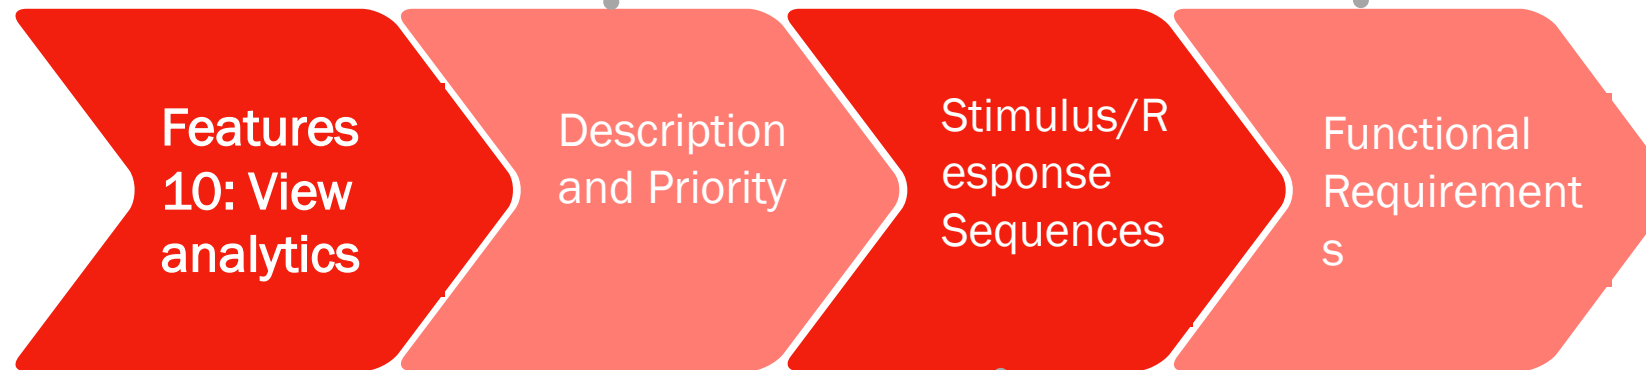 Features
10: View
analytics
Description
and Priority
Stimulus/R
esponse
Sequences
Functional
Requirement
s